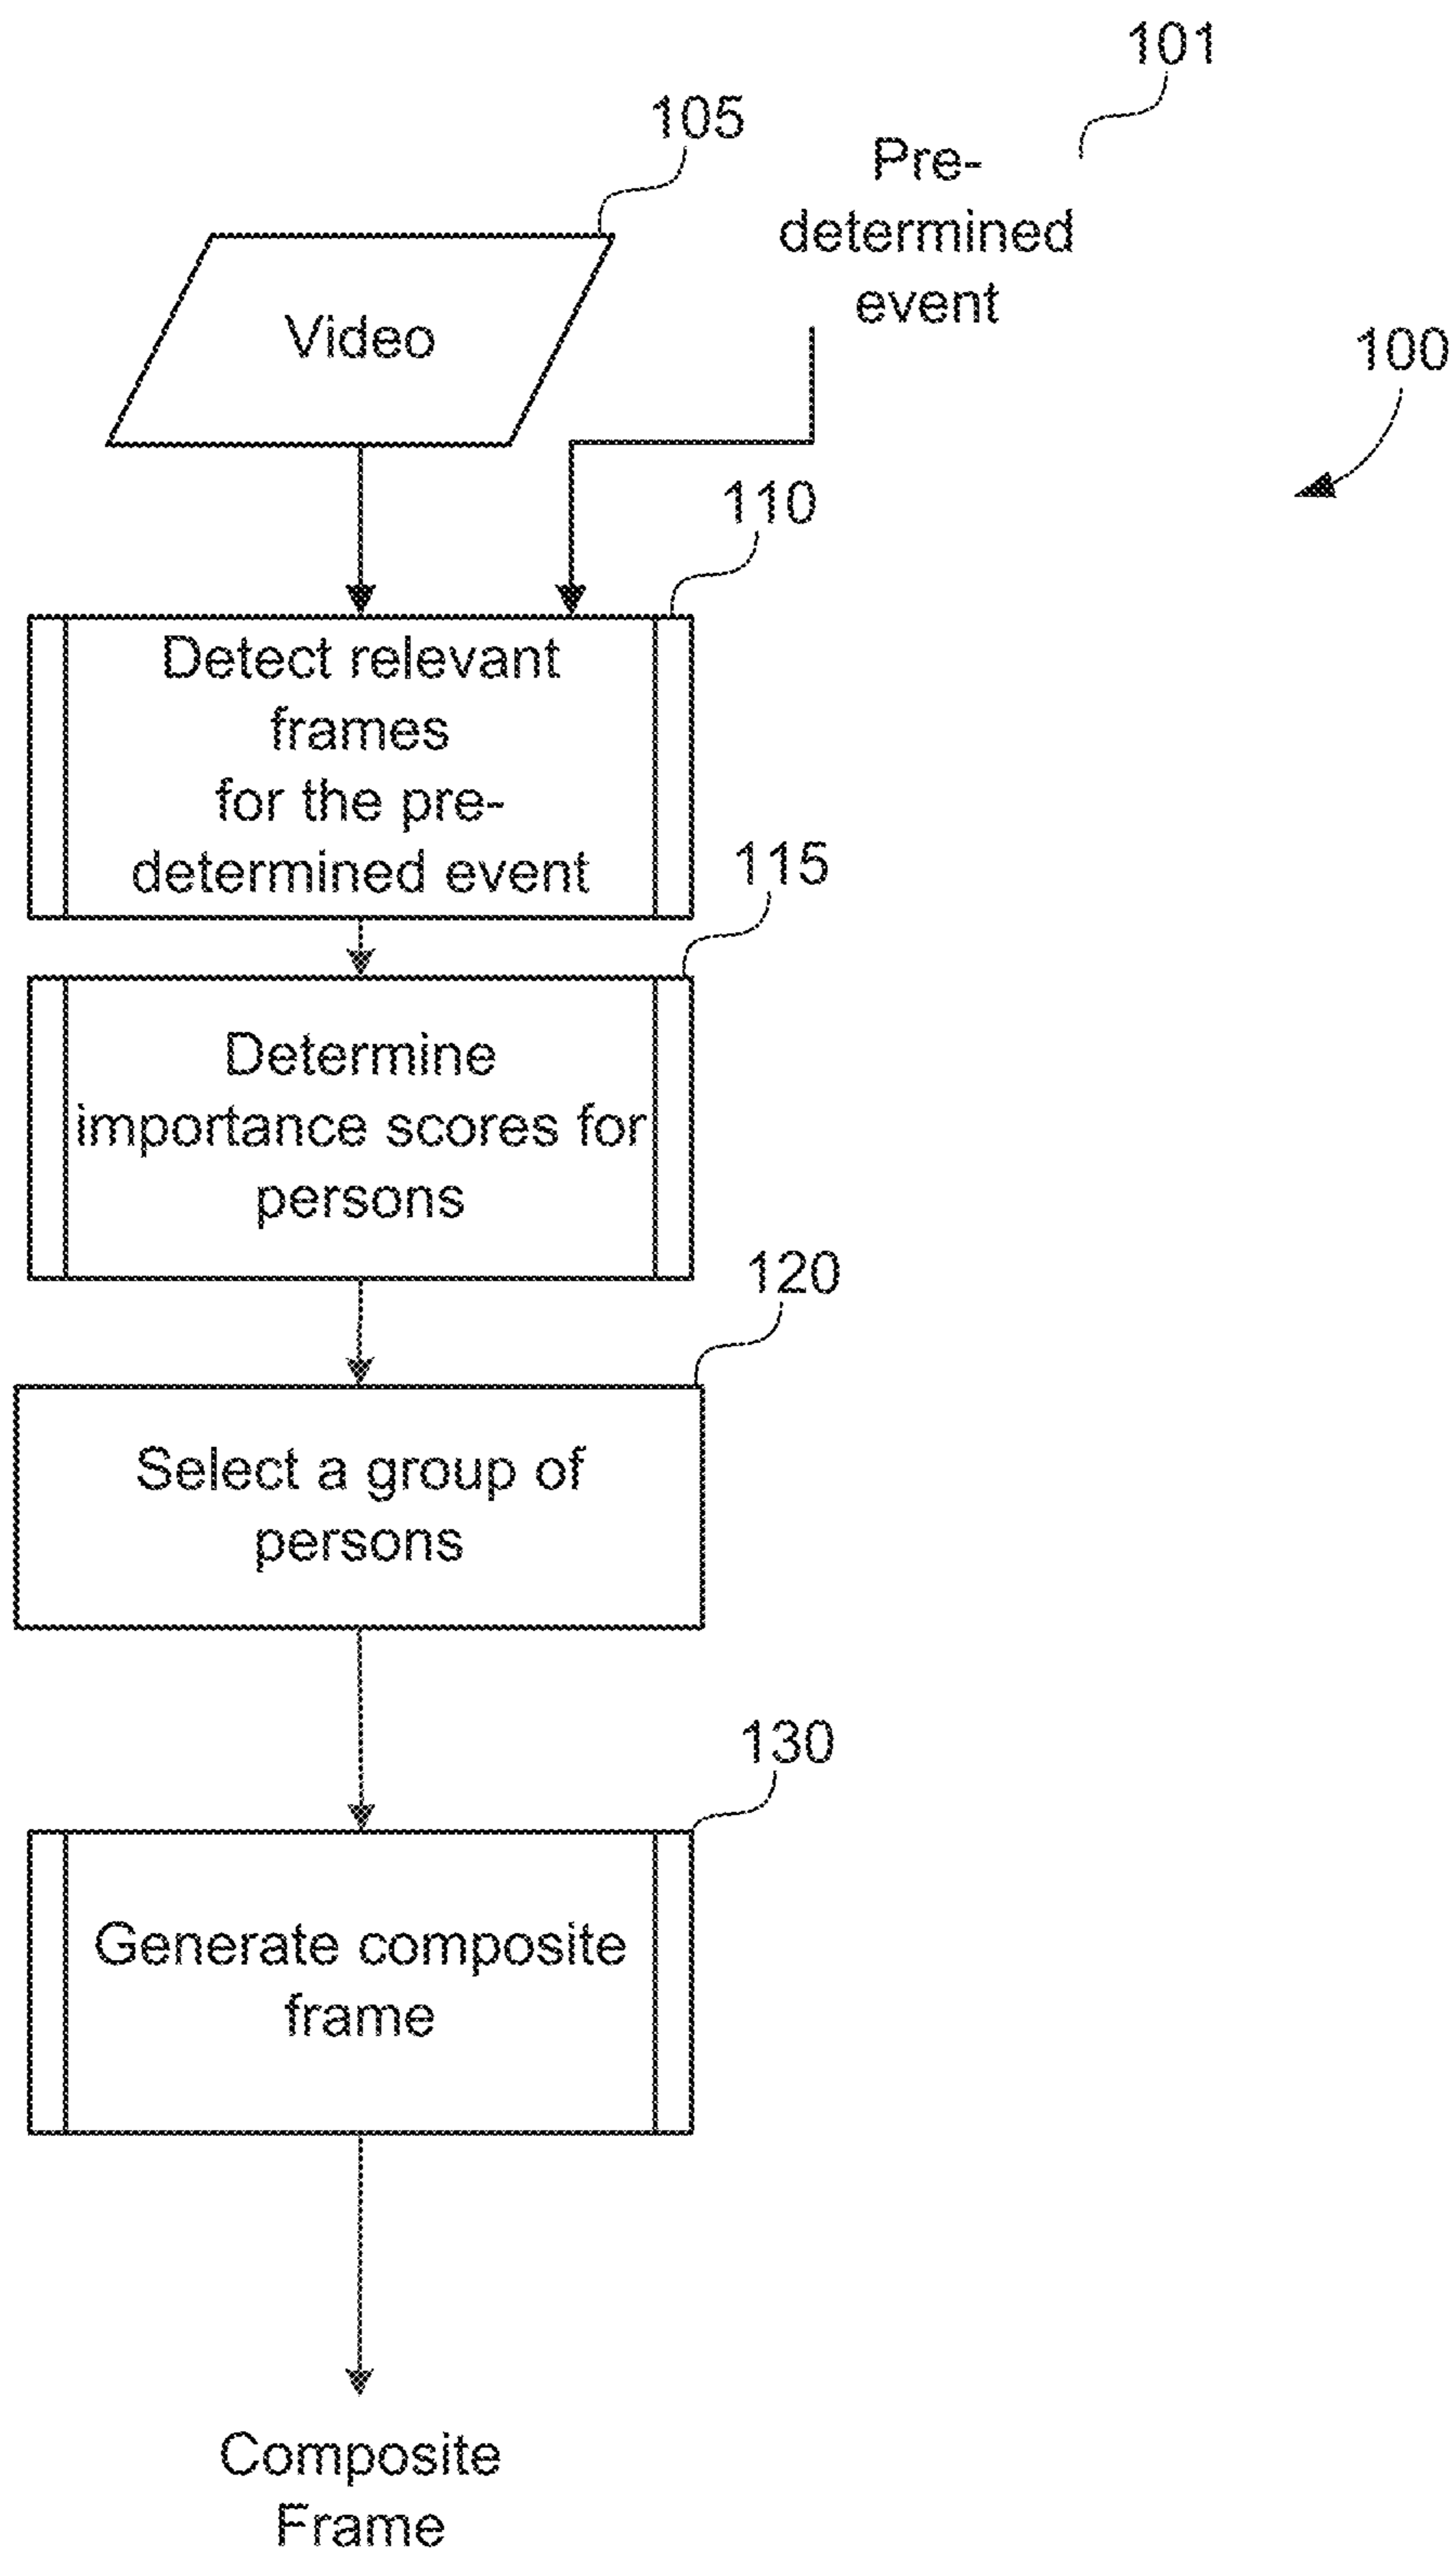 101
105
Pre-
determined
event
Video
100
110
Detect relevant
frames
for the pre-
determined event
115
Determine
importance scores for
persons
120
Select a group of
persons
130
Generate composite
frame
Composite
Frame